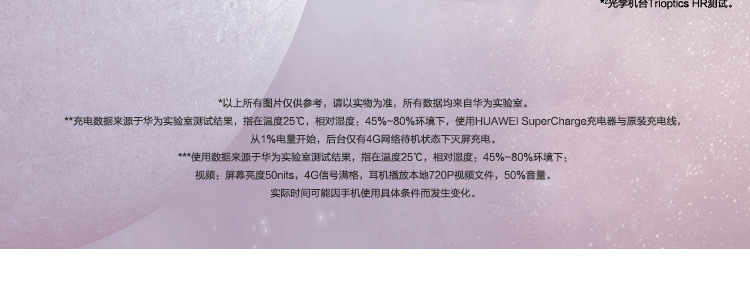 *²光学机台Trioptics HR测试。
*以上所有图片仅供参考，请以实物为准，所有数据均来自华为实验室。
**充电数据来源于华为实验室测试结果，指在温度25℃，相对湿度：45%~80%环境下，使用HUAWEI SuperCharge充电器与原装充电线，
从1%电量开始，后台仅有4G网络待机状态下灭屏充电。
***使用数据来源于华为实验室测试结果，指在温度25℃，相对湿度：45%~80%环境下；
视频：屏幕亮度50nits，4G信号满格，耳机播放本地720P视频文件，50%音量。
实际时间可能因手机使用具体条件而发生变化。